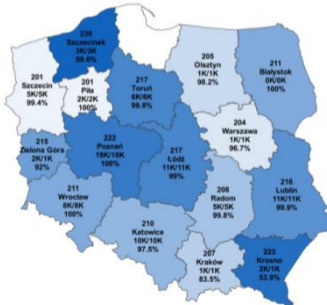 230
Szczecinek
3K/3K
99.6%
201
Szczecin
5K/5K
99.4%
201
Piła
2K/2K
100%
217
Toruń
6K/6K
99.8%
205
Olsztyn
1K/1K
98.2%
211
Białystok
0K/0K
100%
215
Zielona Góra
2K/1K
92%
222
Poznań
18K/18K
100%
217
Łódź
11K/11K
99%
204
Warszawa
1K/1K
96.7%
211
Wrocław
8K/8K
100%
208
Radom
5K/5K
99.8%
216
Lublin
11K/11K
99.9%
210
Katowice
10K/10K
97.5%
207
Kraków
1K/1K
83.5%
223
Krosno
2K/1K
53.9%